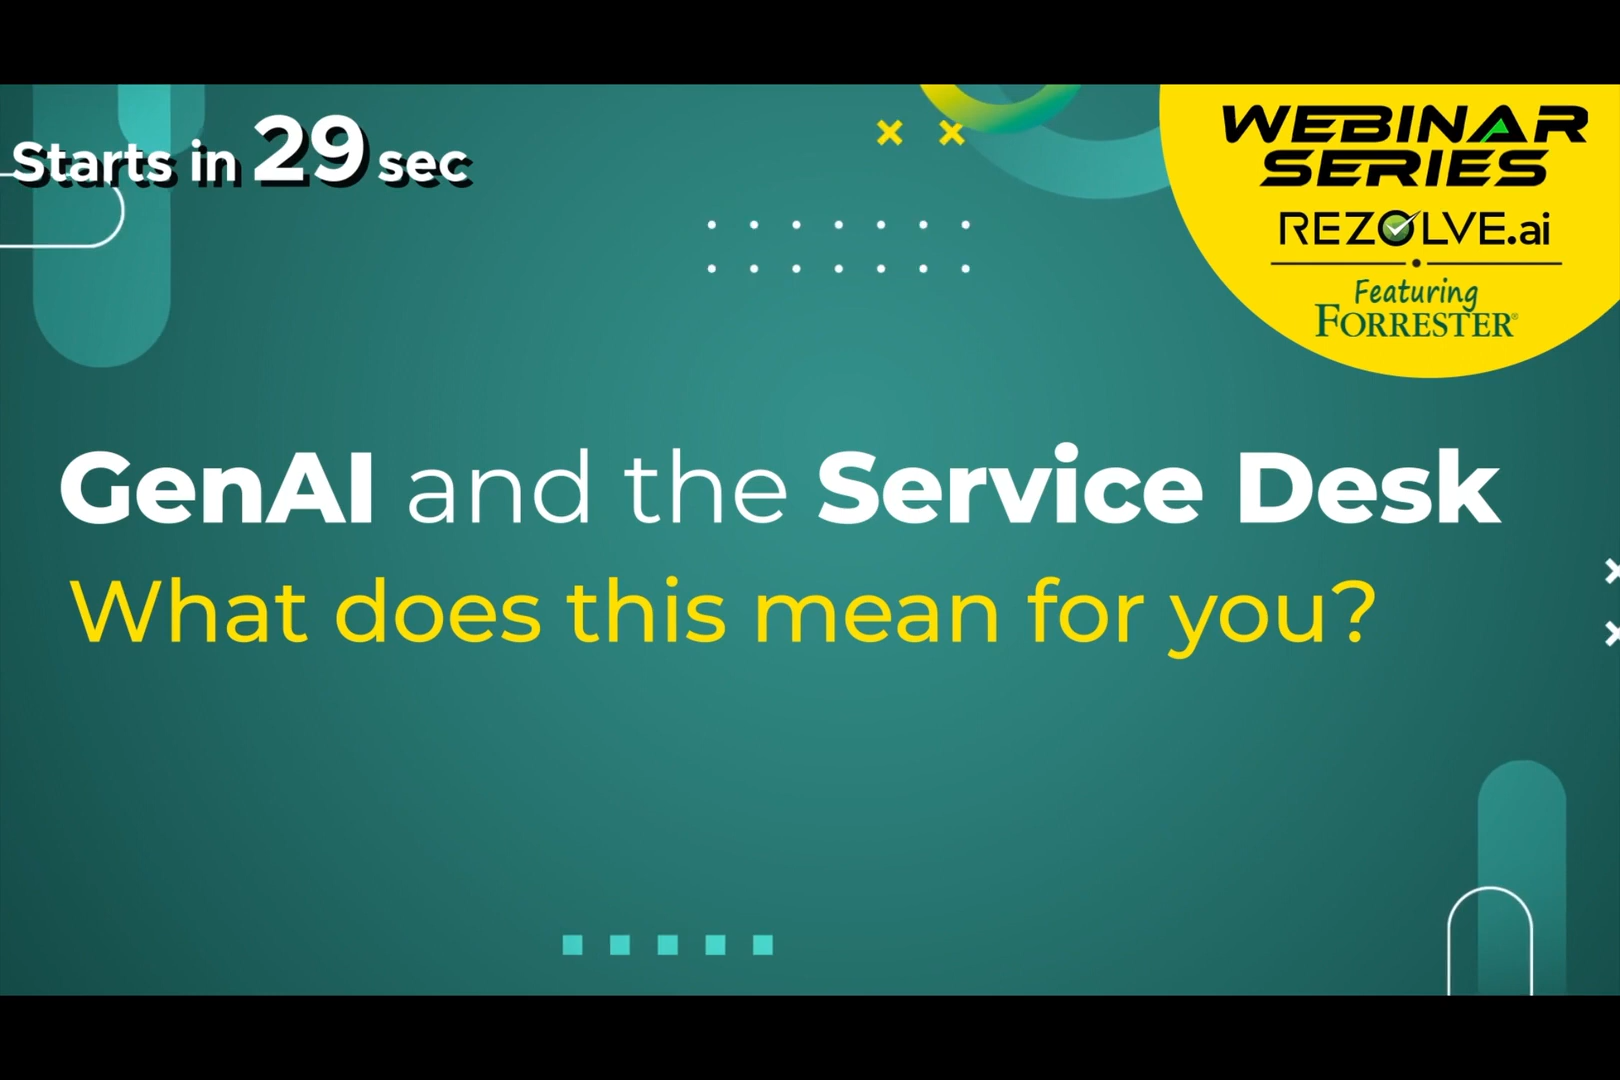 Starts in 29 sec
WEBINAR
SERIES
REZOLVE.ai
Featuring
FORRESTER®
GenAI and the Service Desk
What does this mean for you?